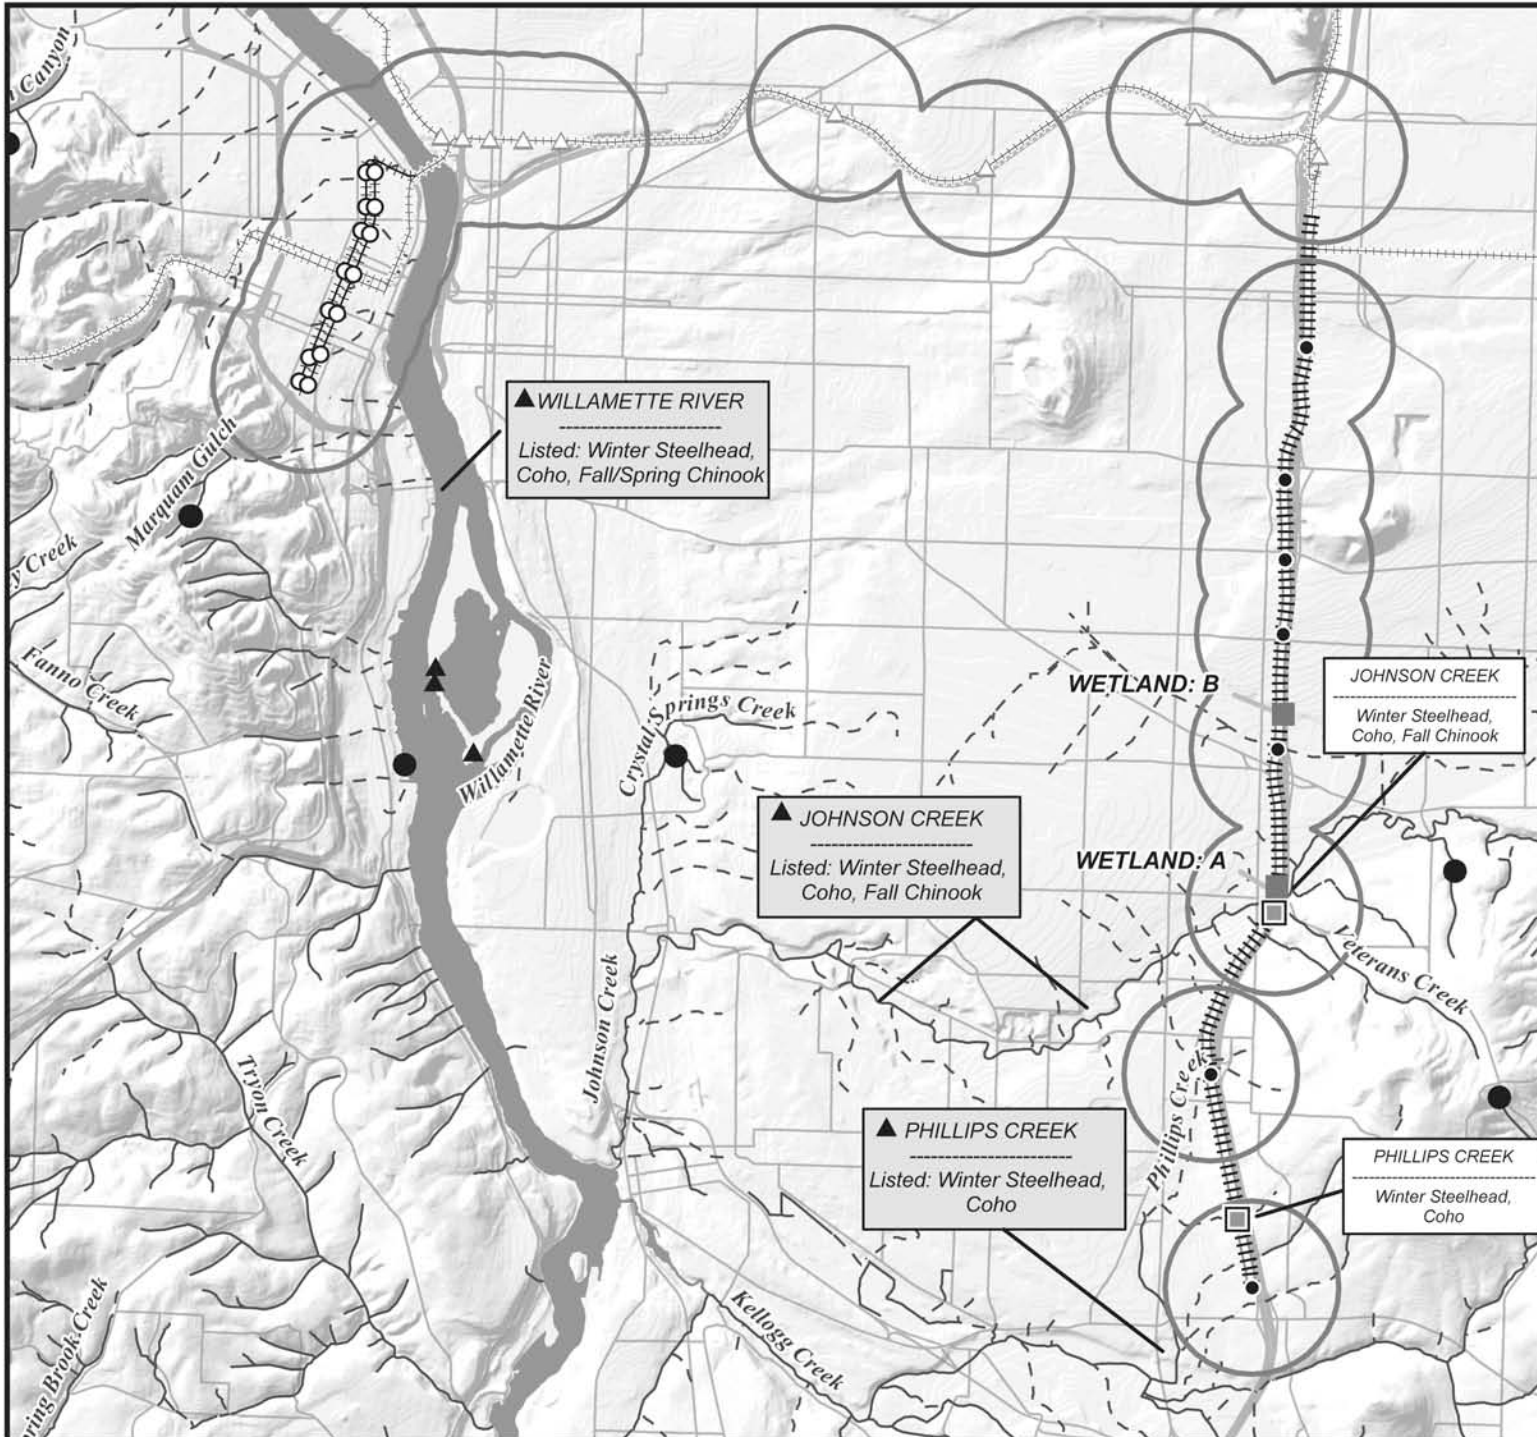 Canyon
▲ WILLAMETTE RIVER
-----------------------
Listed: Winter Steelhead,
Coho, Fall/Spring Chinook
Marquam Gulch
Creek
Fanno Creek
Willamette River
Crystal Springs Creek
WETLAND: B
JOHNSON CREEK
--------------------------
Winter Steelhead,
Coho, Fall Chinook
▲ JOHNSON CREEK
-----------------------
Listed: Winter Steelhead,
Coho, Fall Chinook
WETLAND: A
Veterans Creek
Johnson Creek
Tryon Creek
Phillips Creek
▲ PHILLIPS CREEK
-----------------------
Listed: Winter Steelhead,
Coho
PHILLIPS CREEK
--------------------------
Winter Steelhead,
Coho
Kellogg Creek
ring Brook Creek